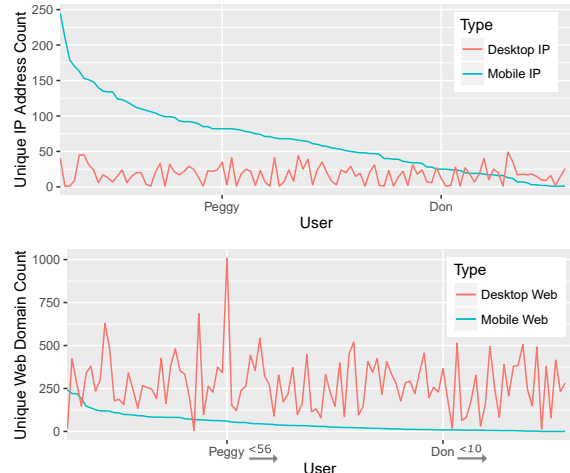 Unique IP Address Count
250
200
150
100
50
0
Type
Desktop IP
Mobile IP
Peggy
Don
User
Unique Web Domain Count
1000
750
500
250
0
Type
Desktop Web
Mobile Web
Peggy <56
Don <10
User